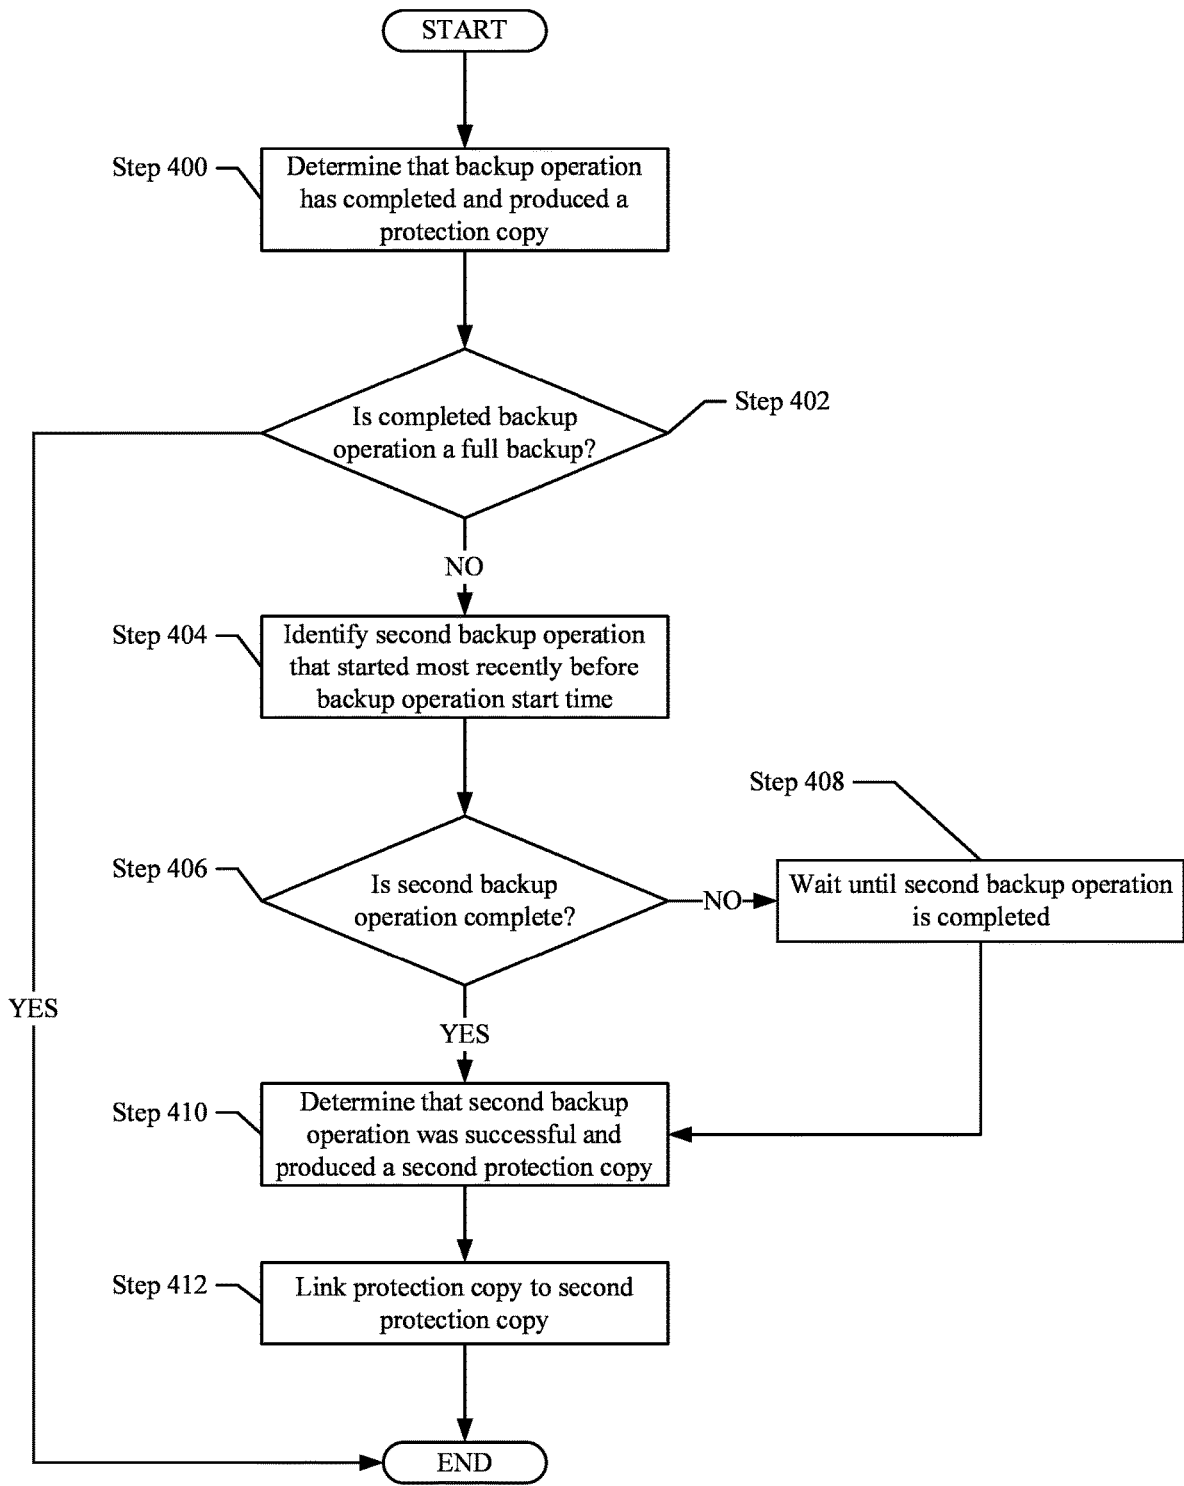 START
Step 400
Determine that backup operation
has completed and produced a
protection copy
Is completed backup
operation a full backup?
Step 402
NO
Step 404
Identify second backup operation
that started most recently before
backup operation start time
Step 408
Step 406
Is second backup
operation complete?
NO
Wait until second backup operation
is completed
YES
YES
Step 410
Determine that second backup
operation was successful and
produced a second protection copy
Step 412
Link protection copy to second
protection copy
END